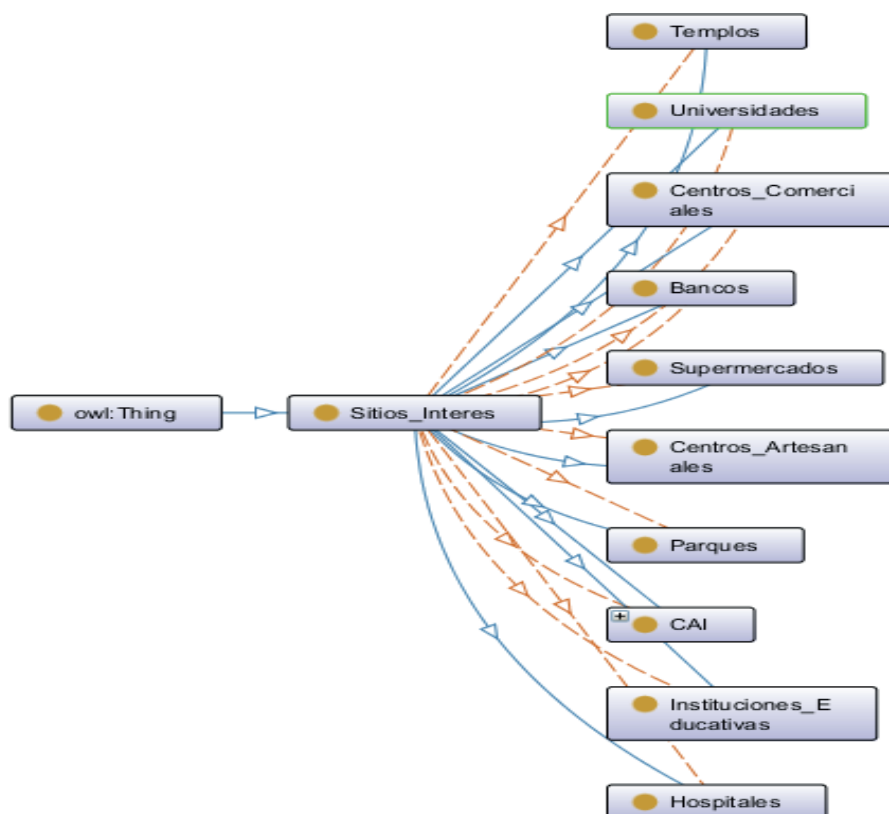 Templos
Universidades
Centros_Comerci
ales
Bancos
Supermercados
owl:Thing
Sitios_Interes
Centros_Artesan
ales
Parques
CAI
Instituciones_E
ducativas
Hospitales